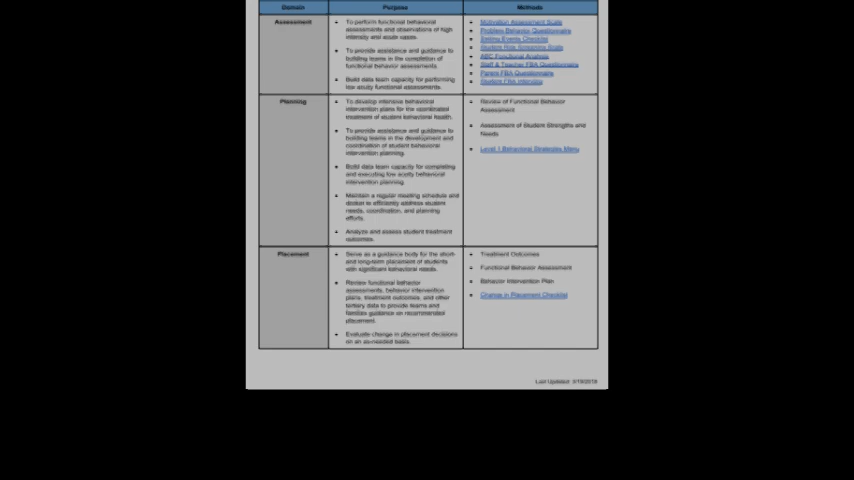 Domain Purpose Methods
Assessment
To perform functional behavioral
assessments and observations of high
intensity and acute cases.
To provide assistance and guidance to
building teams in the completion of
functional behavior assessments.
Build data team capacity for performing
low acuity functional assessments.
Motivation Assessment Scale
Problem Behavior Questionnaire
Setting Events Checklist
Student Risk Screening Scale
ABC Functional Analysis
Staff & Teacher FBA Questionnaire
Parent FBA Questionnaire
Student FBA Interview
Planning
To develop intensive behavioral
intervention plans for the coordinated
treatment of student behavioral health.
To provide assistance and guidance to
building teams in the development and
coordination of student behavioral
intervention planning.
Build data team capacity for completing
and executing low acuity behavioral
intervention planning.
Maintain a regular meeting schedule and
docket to efficiently address student
needs, coordination, and planning
efforts.
Analyze and assess student treatment
outcomes.
Review of Functional Behavior
Assessment
Assessment of Student Strengths and
Needs
Level 1 Behavioral Strategies Menu
Placement
Serve as a guidance body for the short-
and long-term placement of students
with significant behavioral needs.
Review functional behavior
assessments, behavior intervention
plans, treatment outcomes, and other
tertiary data to provide teams and
families guidance on recommended
placement.
Evaluate change in placement decisions
on an as-needed basis.
Treatment Outcomes
Functional Behavior Assessment
Behavior Intervention Plan
Change in Placement Checklist
Last Updated: